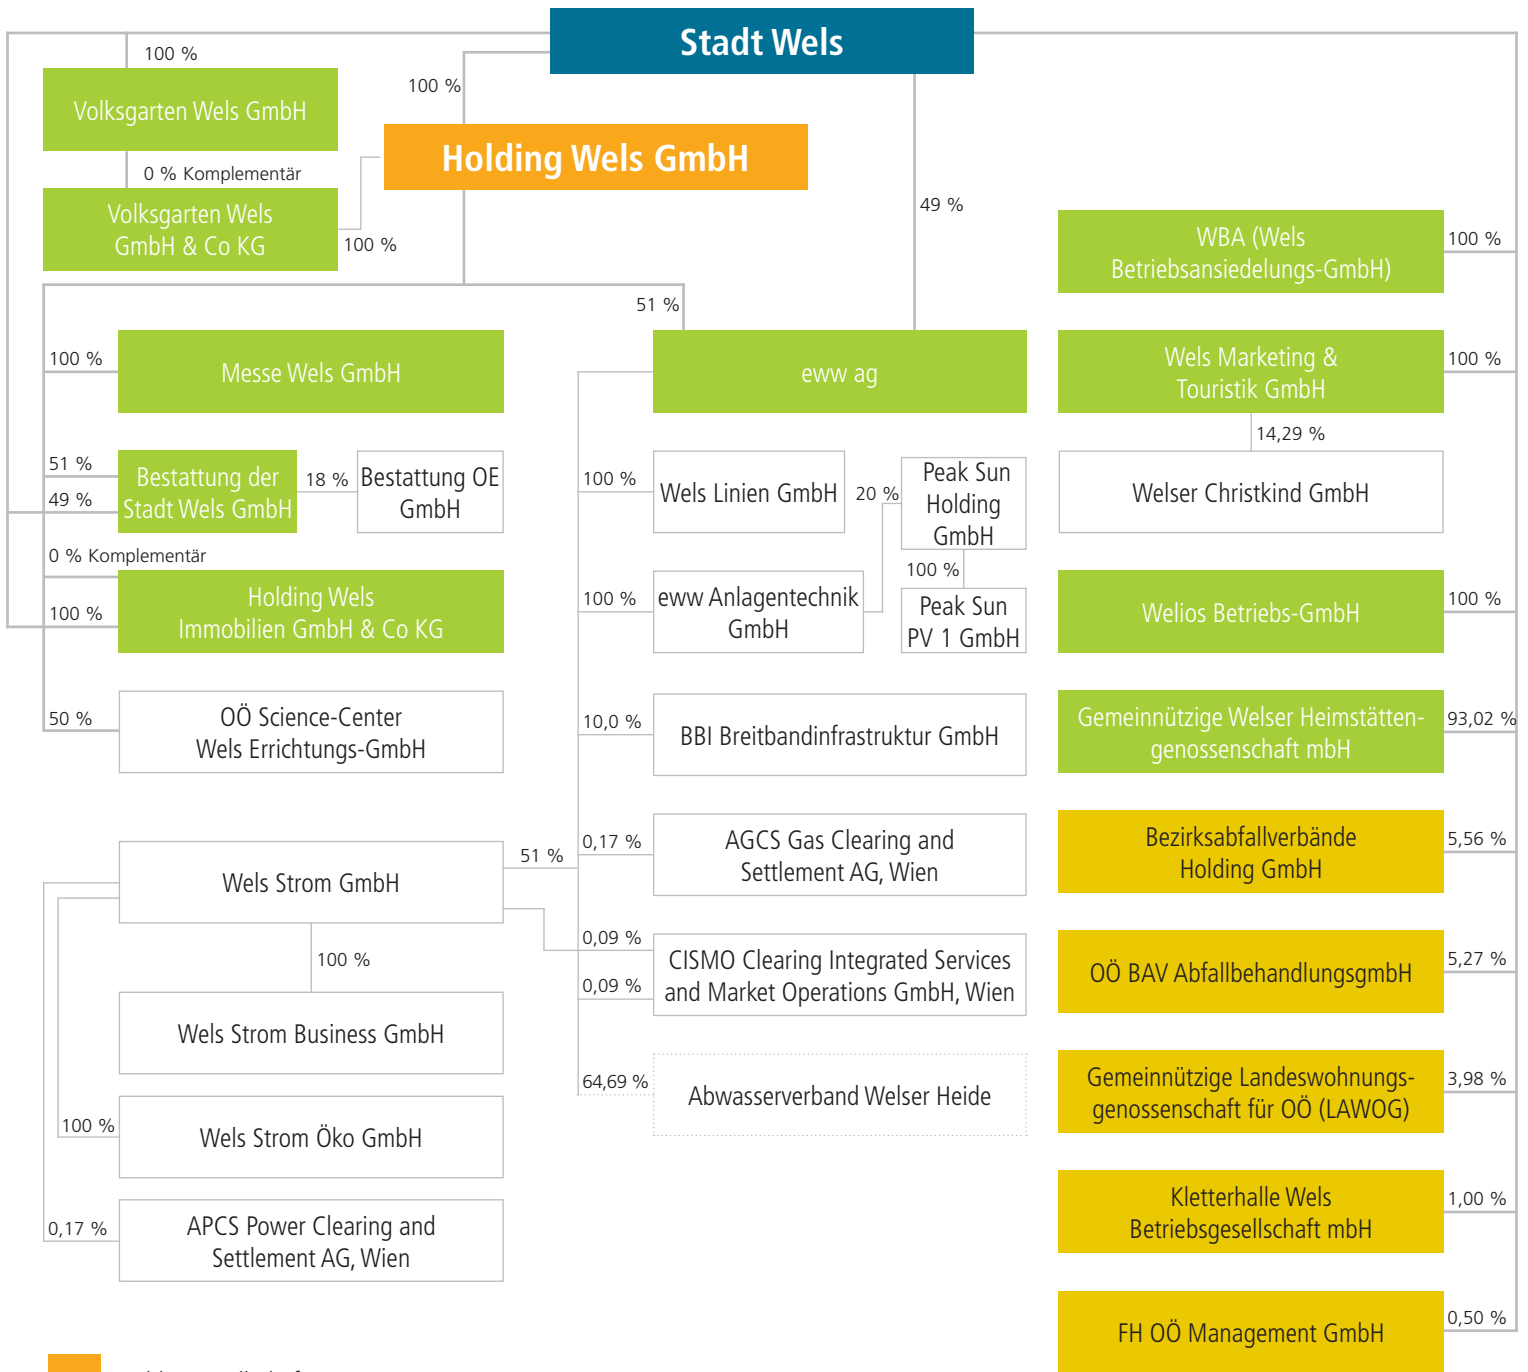 Stadt Wels
100 %
100 %
Volksgarten Wels GmbH
Holding Wels GmbH
0 % Komplementär
Volksgarten Wels
GmbH & Co KG
100 %
49 %
WBA (Wels
Betriebsansiedelungs-GmbH)
100 %
51 %
100 %
Messe Wels GmbH
eww ag
Wels Marketing &
Touristik GmbH
100 %
14,29 %
51 %
49 %
Bestattung der
Stadt Wels GmbH
18 %
Bestattung OE
GmbH
100 %
Wels Linien GmbH
20 %
Peak Sun
Holding
GmbH
Welser Christkind GmbH
0 % Komplementär
100 %
Holding Wels
Immobilien GmbH & Co KG
100 %
eww Anlagentechnik
GmbH
100 %
Peak Sun
PV 1 GmbH
Welios Betriebs-GmbH
100 %
50 %
OÖ Science-Center
Wels Errichtungs-GmbH
10,0 %
BBI Breitbandinfrastruktur GmbH
Gemeinnützige Welser Heimstätten-
genossenschaft mbH
93,02 %
Wels Strom GmbH
51 %
0,17 %
AGCS Gas Clearing and
Settlement AG, Wien
Bezirksabfallverbände
Holding GmbH
5,56 %
100 %
0,09 %
0,09 %
CISMO Clearing Integrated Services
and Market Operations GmbH, Wien
OÖ BAV AbfallbehandlungsgmbH
5,27 %
Wels Strom Business GmbH
64,69 %
Abwasserverband Welser Heide
Gemeinnützige Landeswohnungs-
genossenschaft für OÖ (LAWOG)
3,98 %
100 %
Wels Strom Öko GmbH
0,17 %
APCS Power Clearing and
Settlement AG, Wien
Kletterhalle Wels
Betriebsgesellschaft mbH
1,00 %
FH OÖ Management GmbH
0,50 %